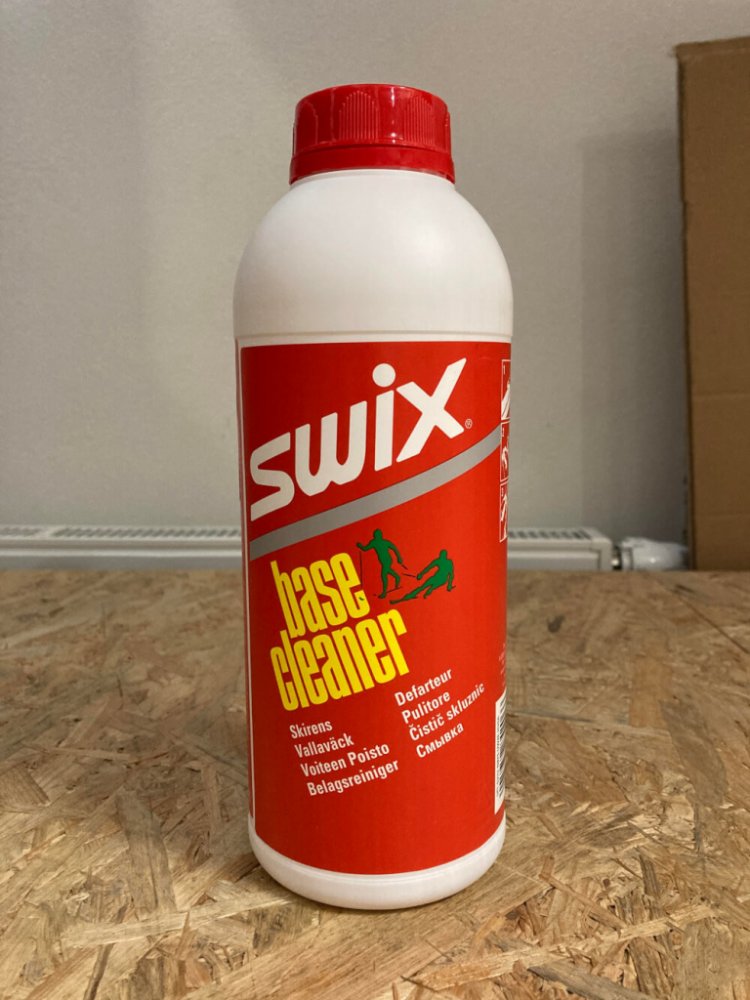 swix®
base
cleaner
Skirens
Vallaväck
Voiteen Poisto
Belagsreiniger
Defarteur
Pulitore
Čistič skluznic
Смывка